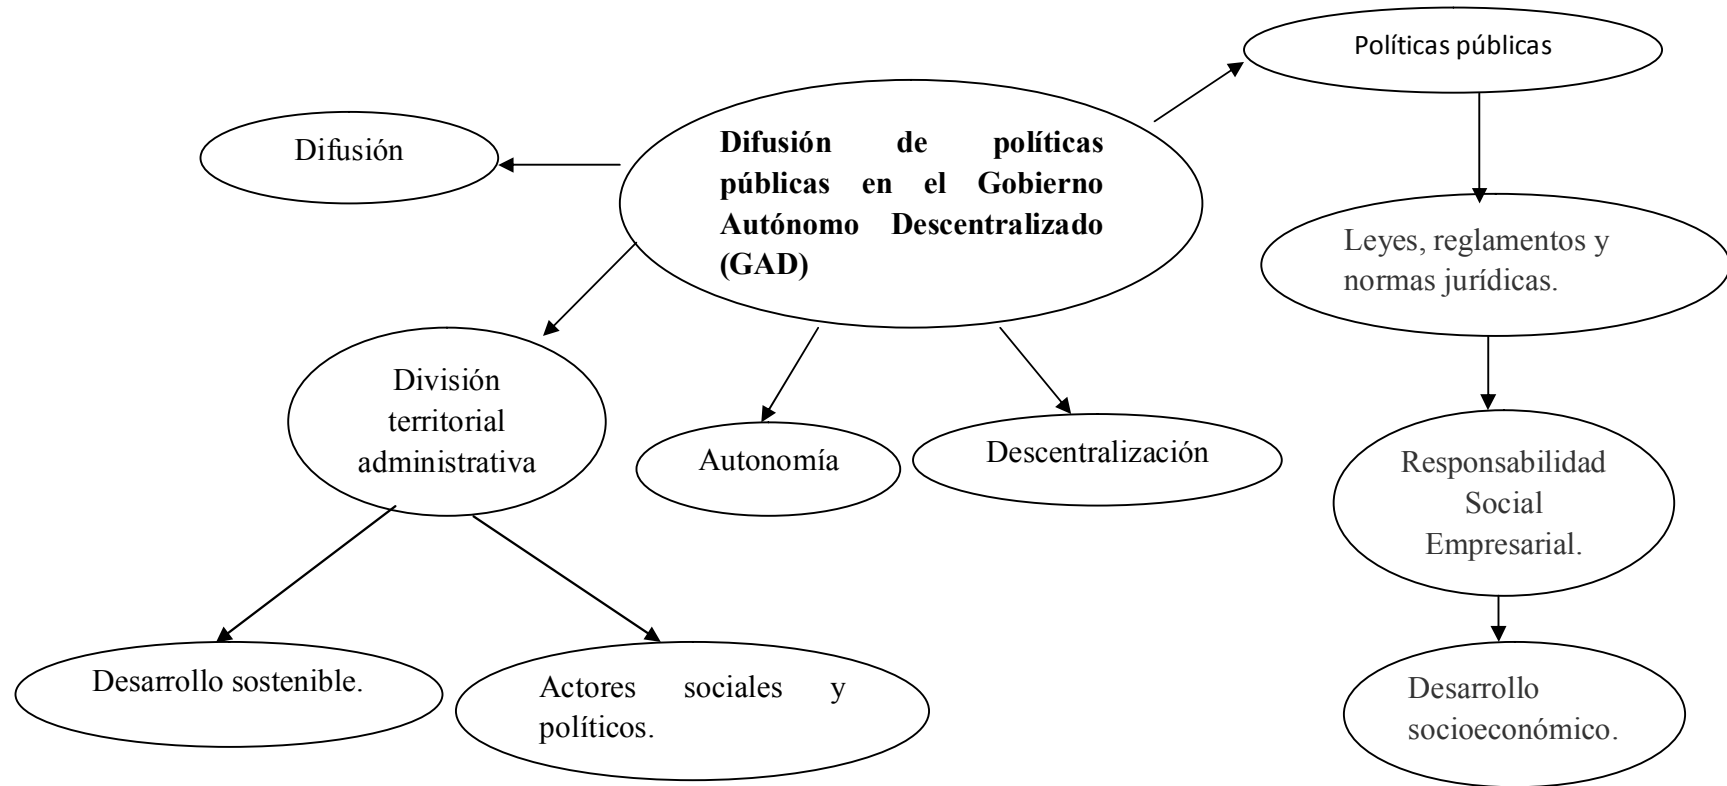 Políticas públicas
Difusión
Difusión de políticas
públicas en el Gobierno
Autónomo Descentralizado
(GAD)
Leyes, reglamentos y
normas jurídicas.
División
territorial
administrativa
Autonomía
Descentralización
Responsabilidad
Social
Empresarial.
Desarrollo sostenible.
Actores sociales y
políticos.
Desarrollo
socioeconómico.